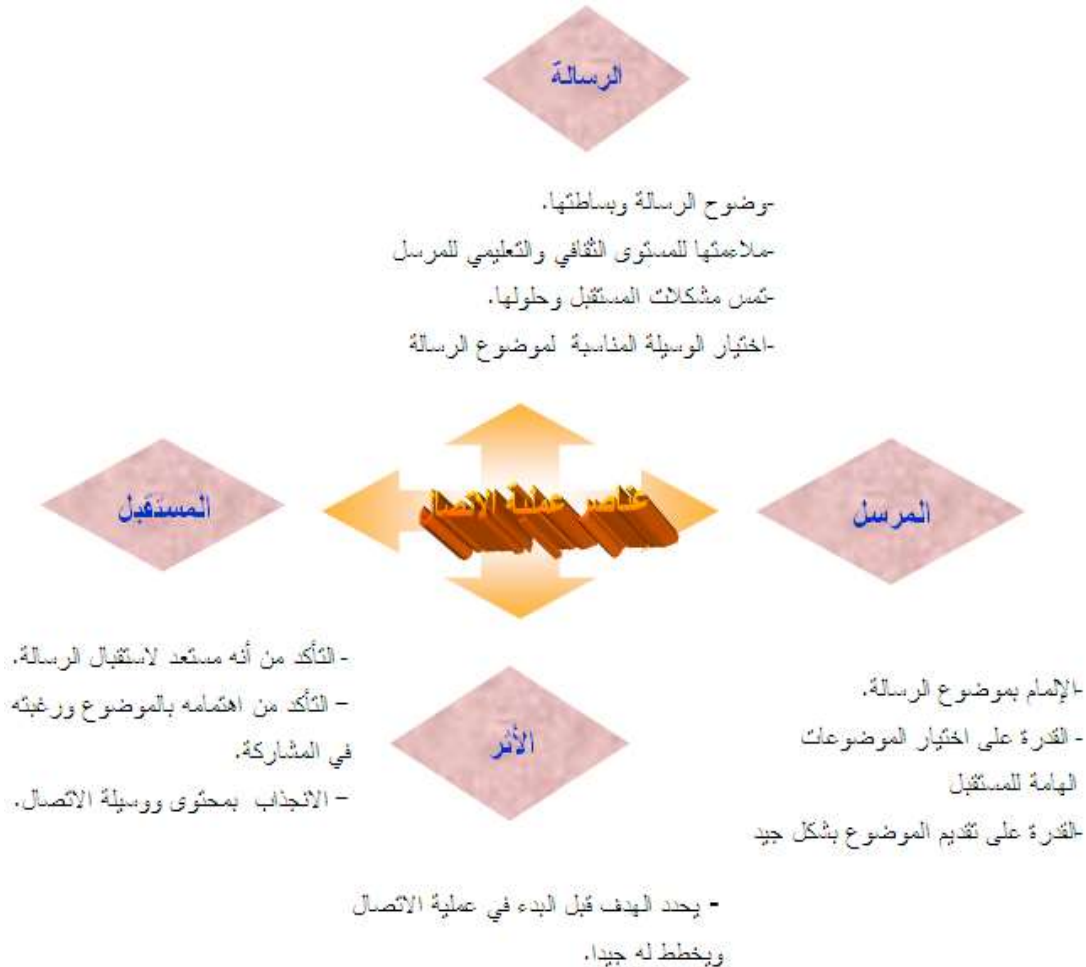 الرسالة
-وضوح الرسالة وبساطتها.
-ملاءمتها للمستوى الثقافي والتعليمي للمرسل
-تمس مشكلات المستقبل وحلولها.
-اختيار الوسيلة المناسبة لموضوع الرسالة
عناصر عملية الاتصال
المرسل
-الإلمام بموضوع الرسالة.
- القدرة على اختيار الموضوعات
الهامة للمستقبل
-القدرة على تقديم الموضوع بشكل جيد
المستقبل
- التأكد من أنه مستعد لاستقبال الرسالة.
- التأكد من اهتمامه بالموضوع ورغبته
في المشاركة.
- الانجذاب بمحتوى ووسيلة الاتصال.
الأثر
- يحدد الهدف قبل البدء في عملية الاتصال
ويخطط له جيدا.